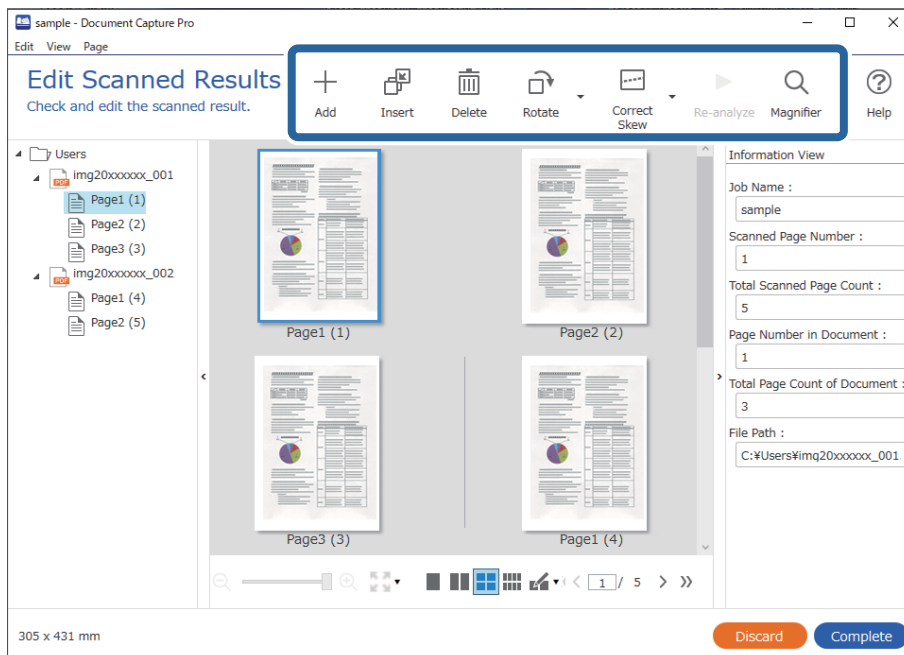 sample - Document Capture Pro
Edit View Page
Edit Scanned Results
Check and edit the scanned result.
Add
Insert
Delete
Rotate
Correct
Skew
Re-analyze
Magnifier
Help
Users
img20xxxxxx_001
PDF
Page1 (1)
Page2 (2)
Page3 (3)
img20xxxxxx_002
PDF
Page1 (4)
Page2 (5)
Page1 (1)
Page2 (2)
Page3 (3)
Page1 (4)
1 / 5
Information View
Job Name :
sample
Scanned Page Number :
1
Total Scanned Page Count :
5
Page Number in Document :
1
Total Page Count of Document :
3
File Path :
C:¥Users¥img20xxxxxx_001.
305 x 431 mm
Discard
Complete